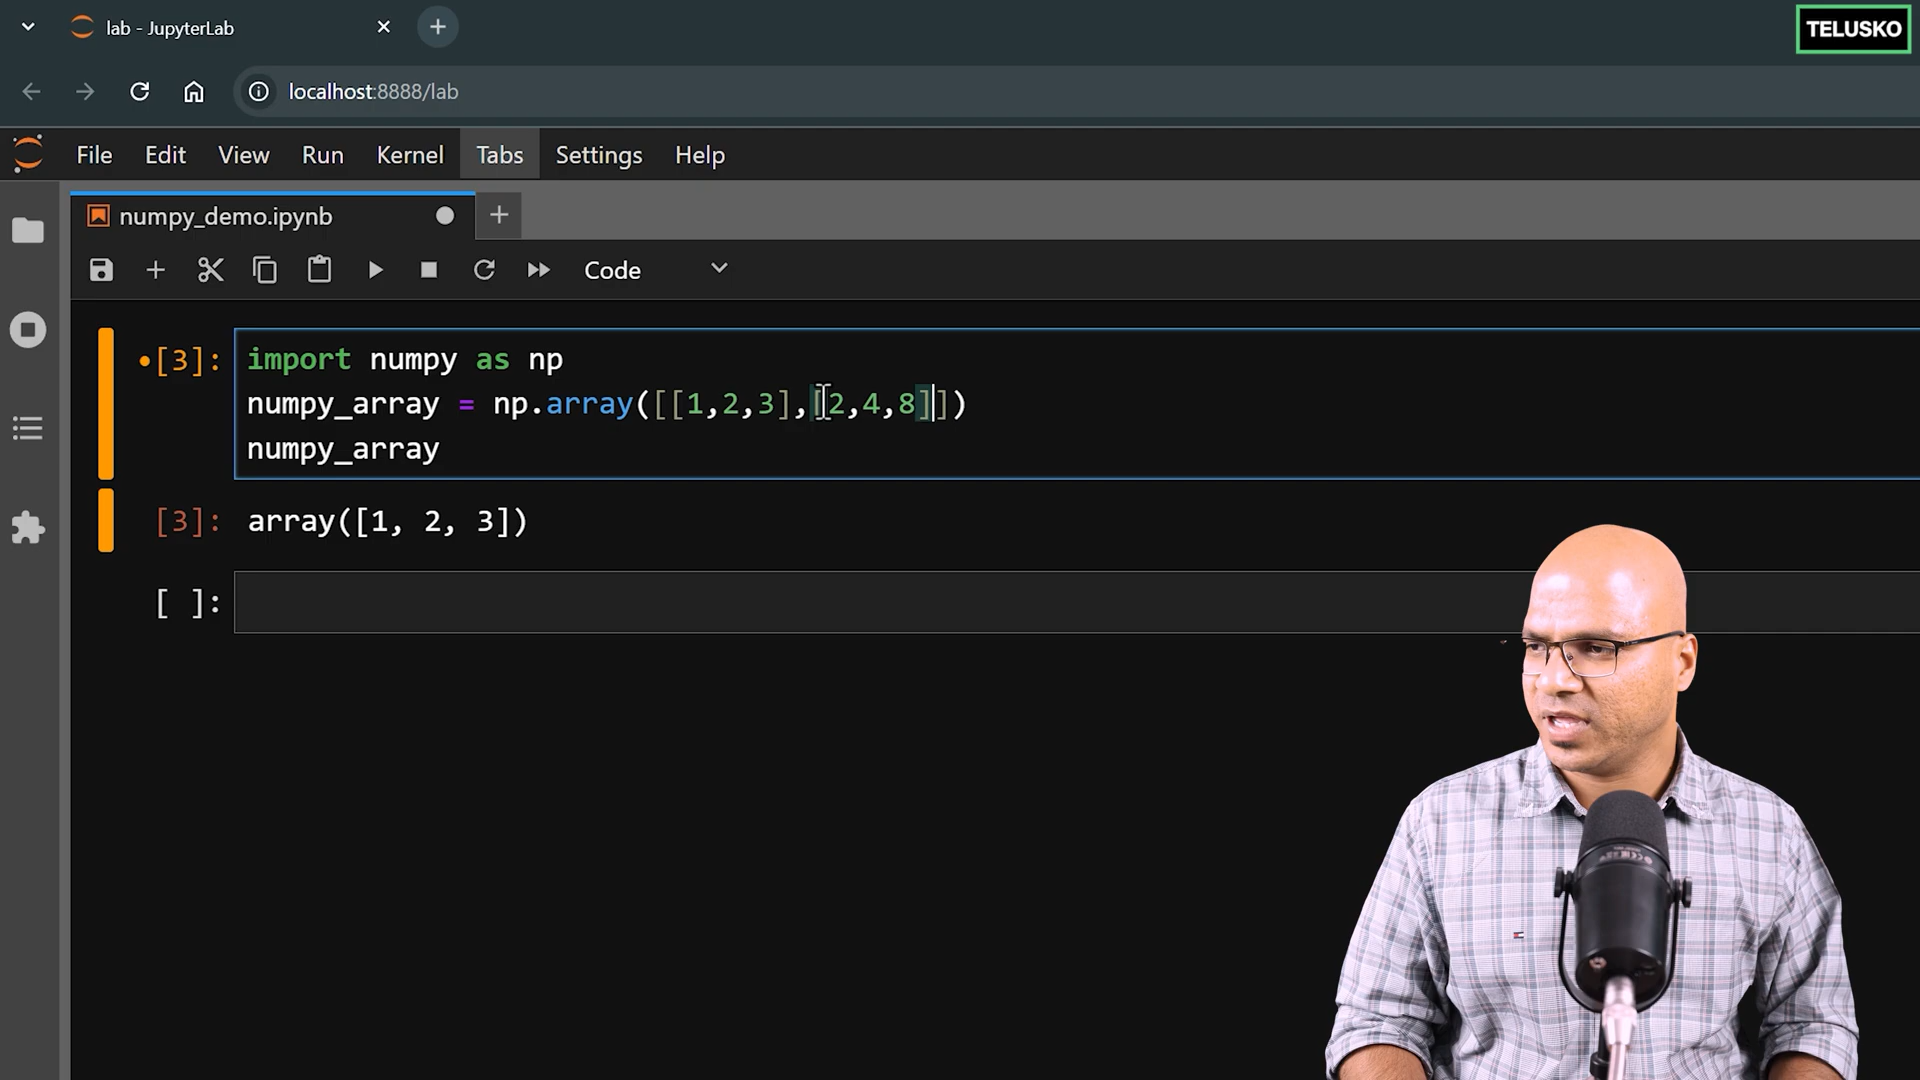 lab - JupyterLab
TELUSKO
localhost:8888/lab
File Edit View Run Kernel Tabs Settings Help
numpy_demo.ipynb
Code
[3]: import numpy as np
numpy_array = np.array([[1,2,3],[2,4,8]])
numpy_array
[3]: array([1, 2, 3])
[ ]: